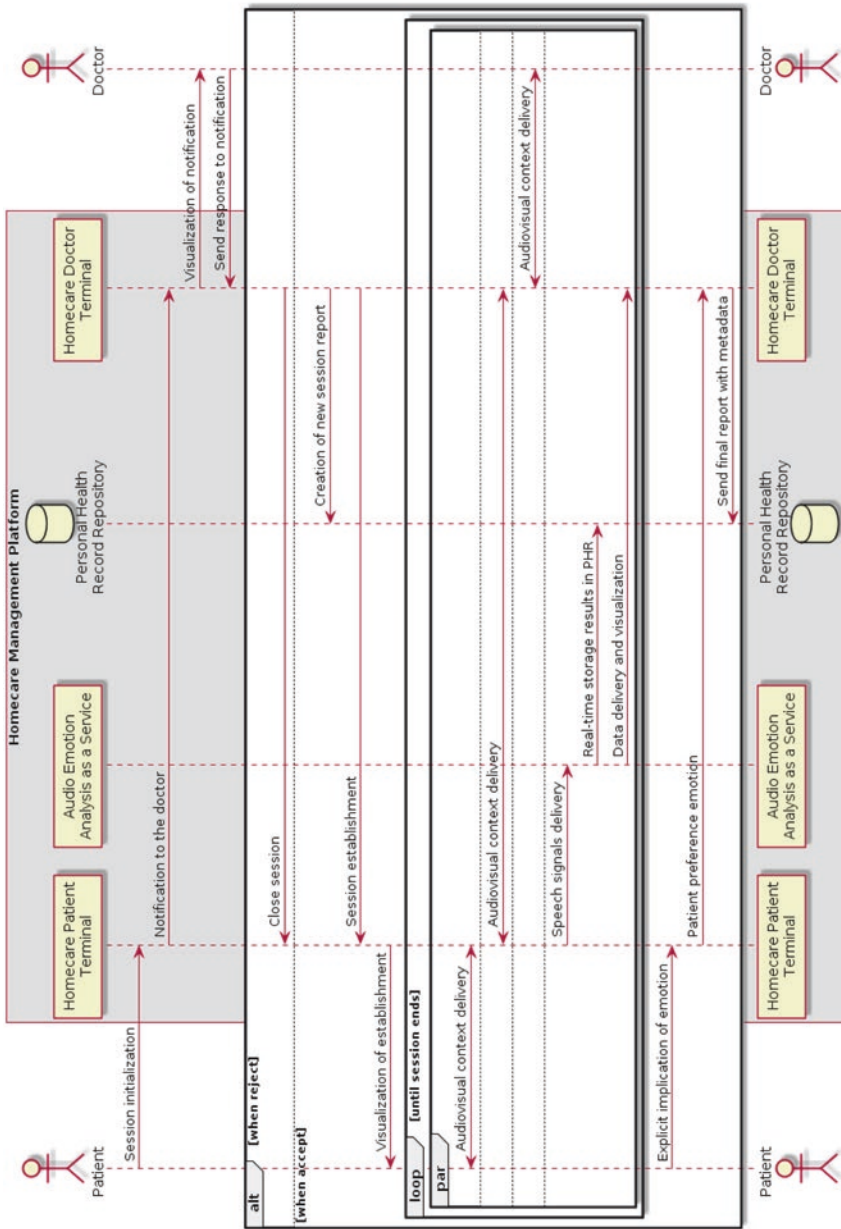 Homecare Management Platform
Patient
Homecare Patient
Terminal
Audio Emotion
Analysis as a Service
Personal Health
Record Repository
Homecare Doctor
Terminal
Doctor
Session initialization
Notification to the doctor
Visualization of notification
Send response to notification
alt
[when reject]
Close session
[when accept]
Creation of new session report
Session establishment
Visualization of establishment
loop
[until session ends]
par
Audiovisual context delivery
Audiovisual context delivery
Audiovisual context delivery
Speech signals delivery
Real-time storage results in PHR
Data delivery and visualization
Explicit implication of emotion
Patient preference emotion
Send final report with metadata
Patient
Homecare Patient
Terminal
Audio Emotion
Analysis as a Service
Personal Health
Record Repository
Homecare Doctor
Terminal
Doctor